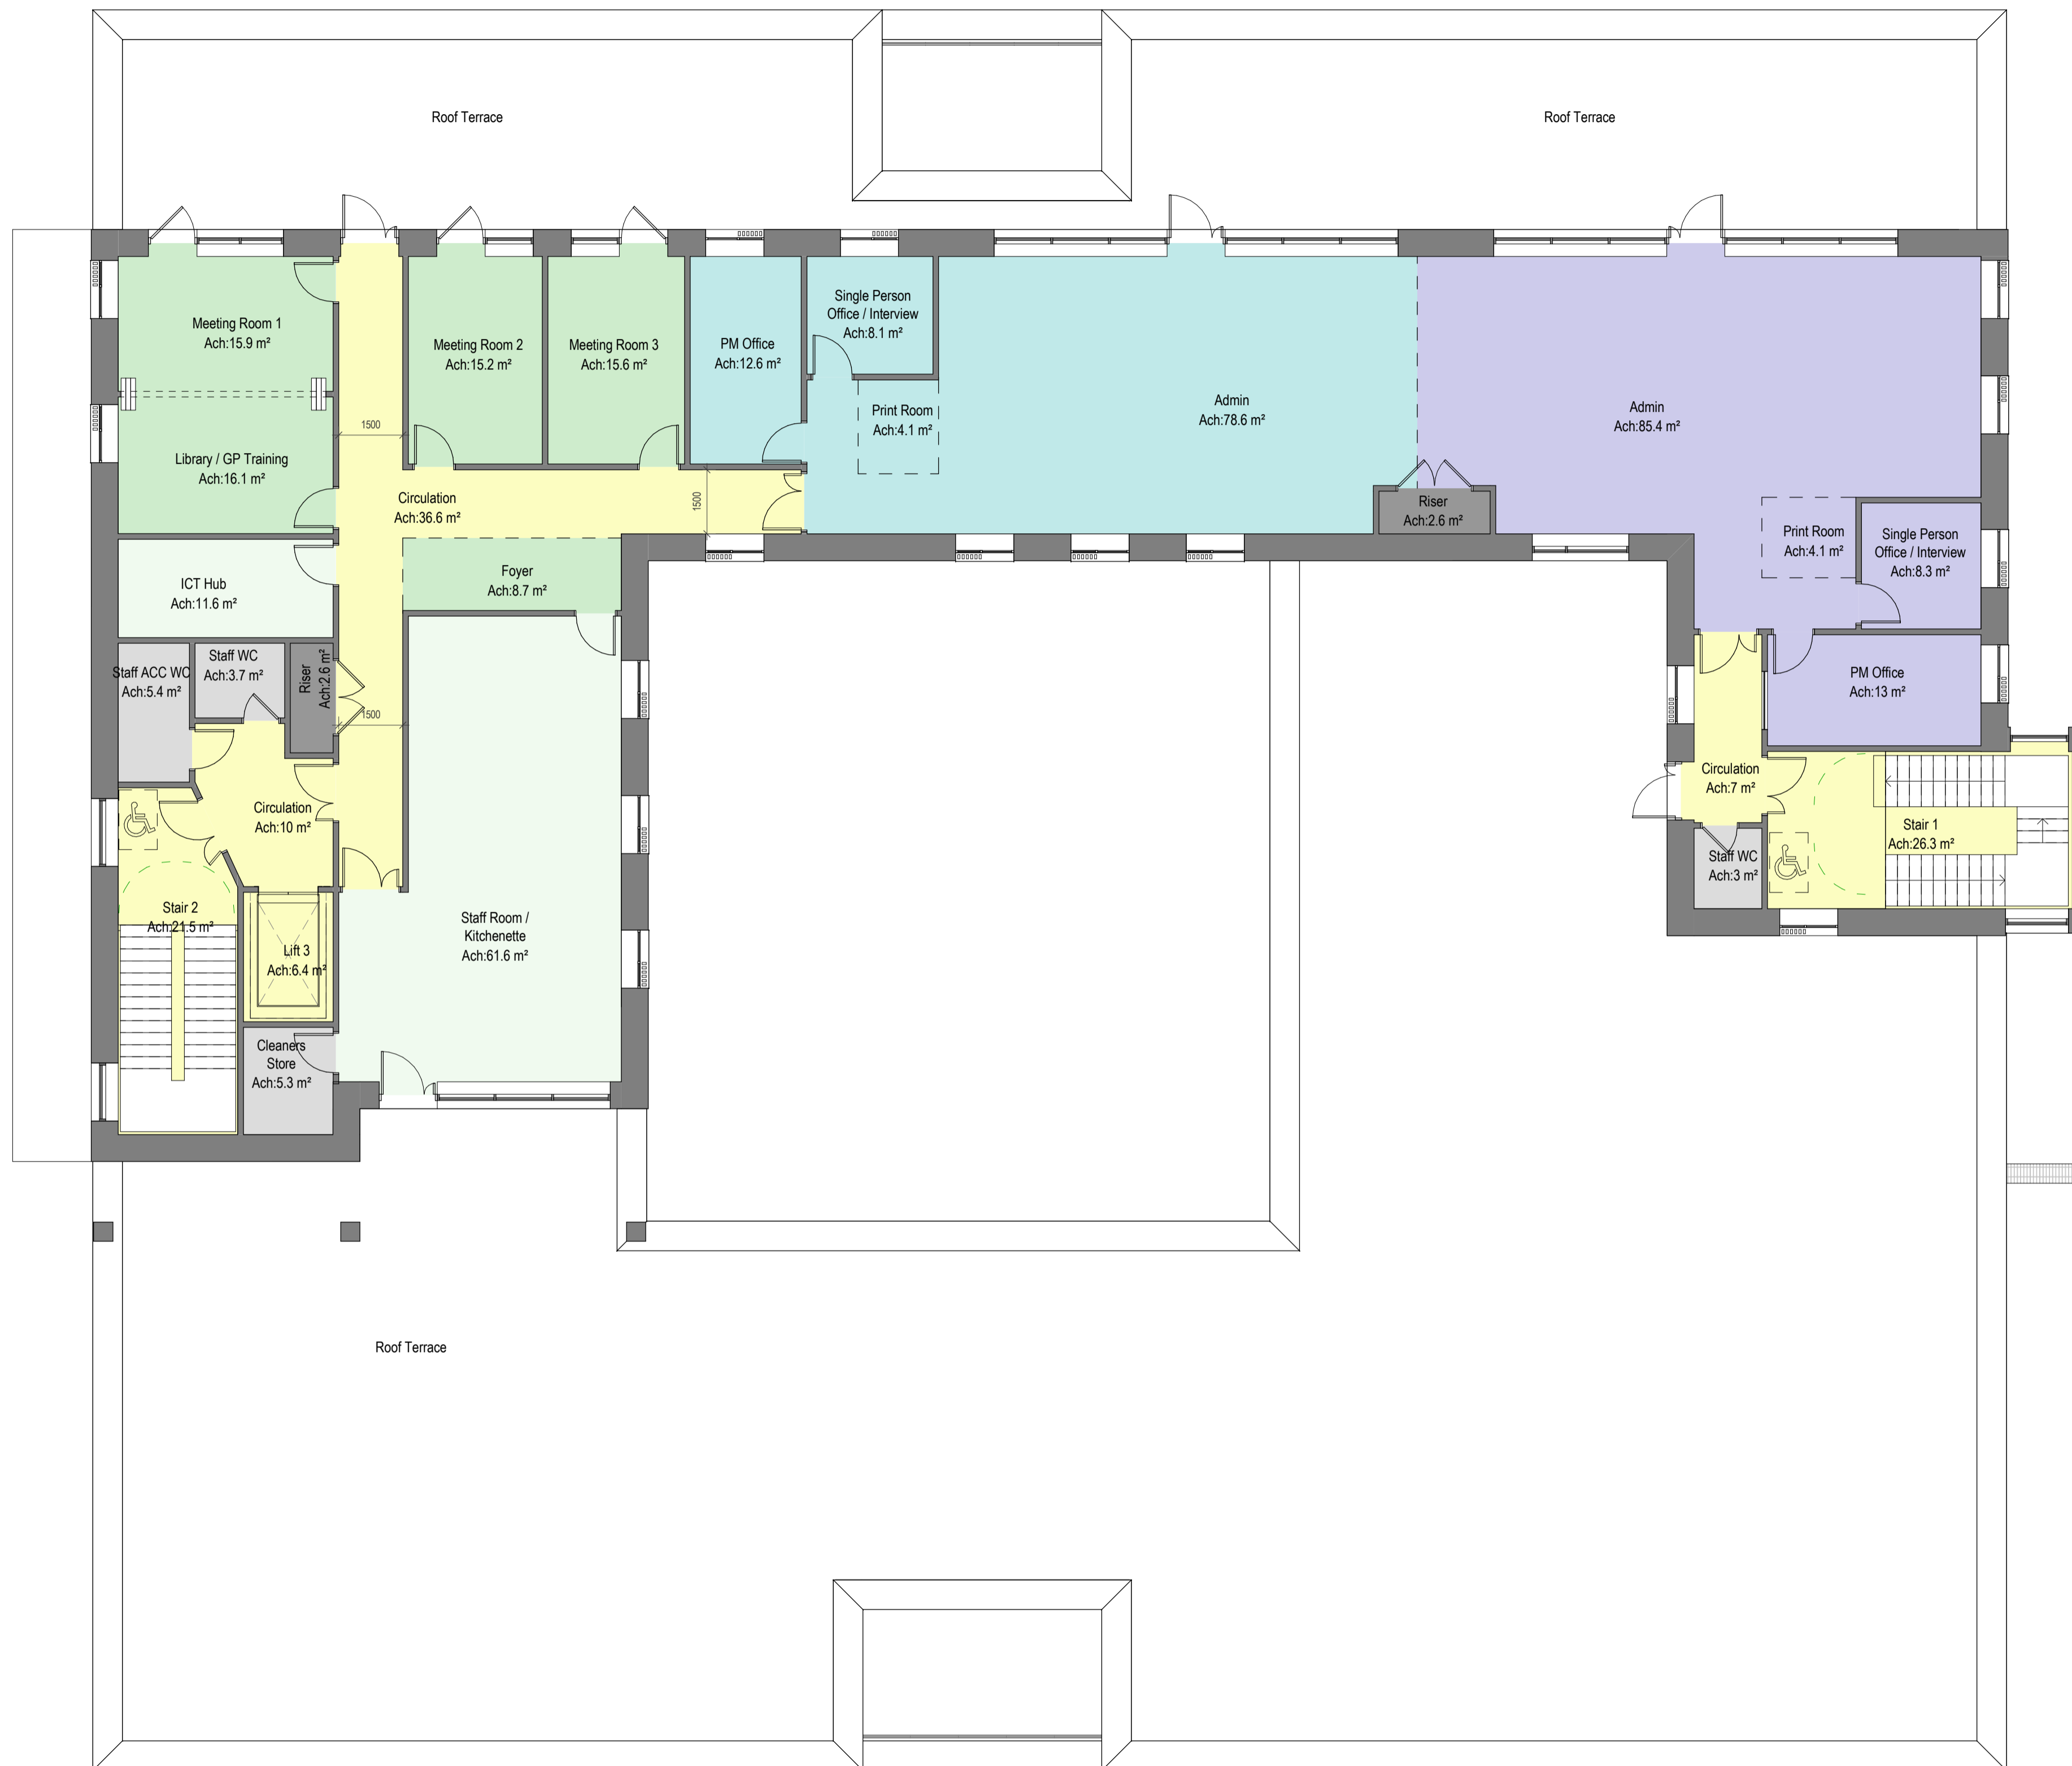 Roof Terrace
Roof Terrace
Meeting Room 1
Ach:15.9 m²
Meeting Room 2
Ach:15.2 m²
Meeting Room 3
Ach:15.6 m²
PM Office
Ach:12.6 m²
Single Person
Office / Interview
Ach:8.1 m²
Print Room
Ach:4.1 m²
Admin
Ach:78.6 m²
Admin
Ach:85.4 m²
1500
Library / GP Training
Ach:16.1 m²
Circulation
Ach:36.6 m²
1500
Riser
Ach:2.6 m²
Print Room
Ach:4.1 m²
Single Person
Office / Interview
Ach:8.3 m²
ICT Hub
Ach:11.6 m²
Foyer
Ach:8.7 m²
Staff ACC WC
Ach:5.4 m²
Staff WC
Ach:3.7 m²
Riser
Ach:2.6 m²
1500
PM Office
Ach:13 m²
Circulation
Ach:10 m²
Circulation
Ach:7 m²
Stair 1
Ach:26.3 m²
Staff WC
Ach:3 m²
Stair 2
Ach:21.5 m²
Lift 3
Ach:6.4 m²
Staff Room /
Kitchenette
Ach:61.6 m²
Cleaners
Store
Ach:5.3 m²
Roof Terrace